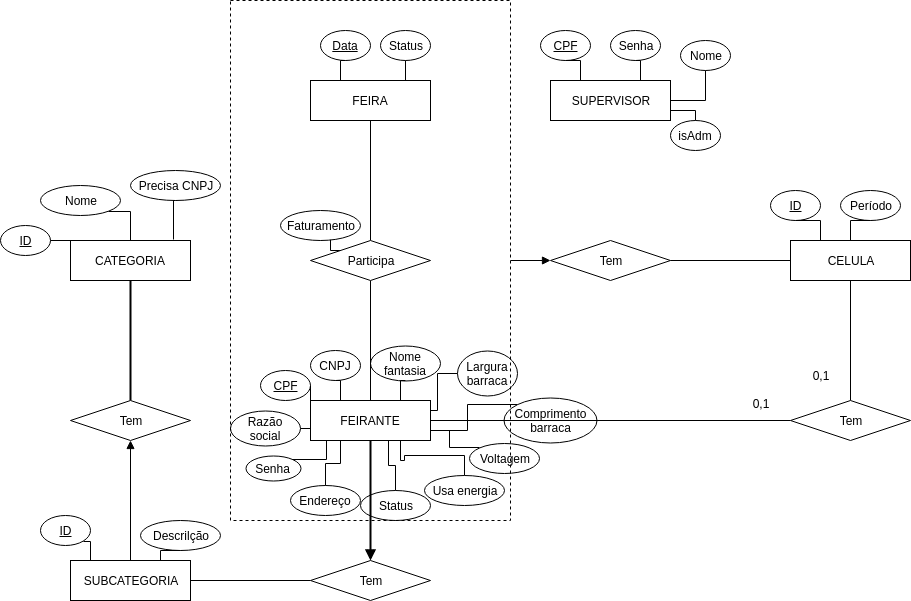 Data
Status
CPF
Senha
Nome
FEIRA
SUPERVISOR
isAdm
Precisa CNPJ
Nome
ID
Período
Faturamento
ID
CATEGORIA
Participa
Tem
CELULA
CNPJ
Nome
fantasia
Largura
barraca
0,1
CPF
0,1
Razão
social
FEIRANTE
Comprimento
barraca
Tem
Tem
Senha
Voltagem
Endereço
Status
Usa energia
ID
Descrilção
SUBCATEGORIA
Tem